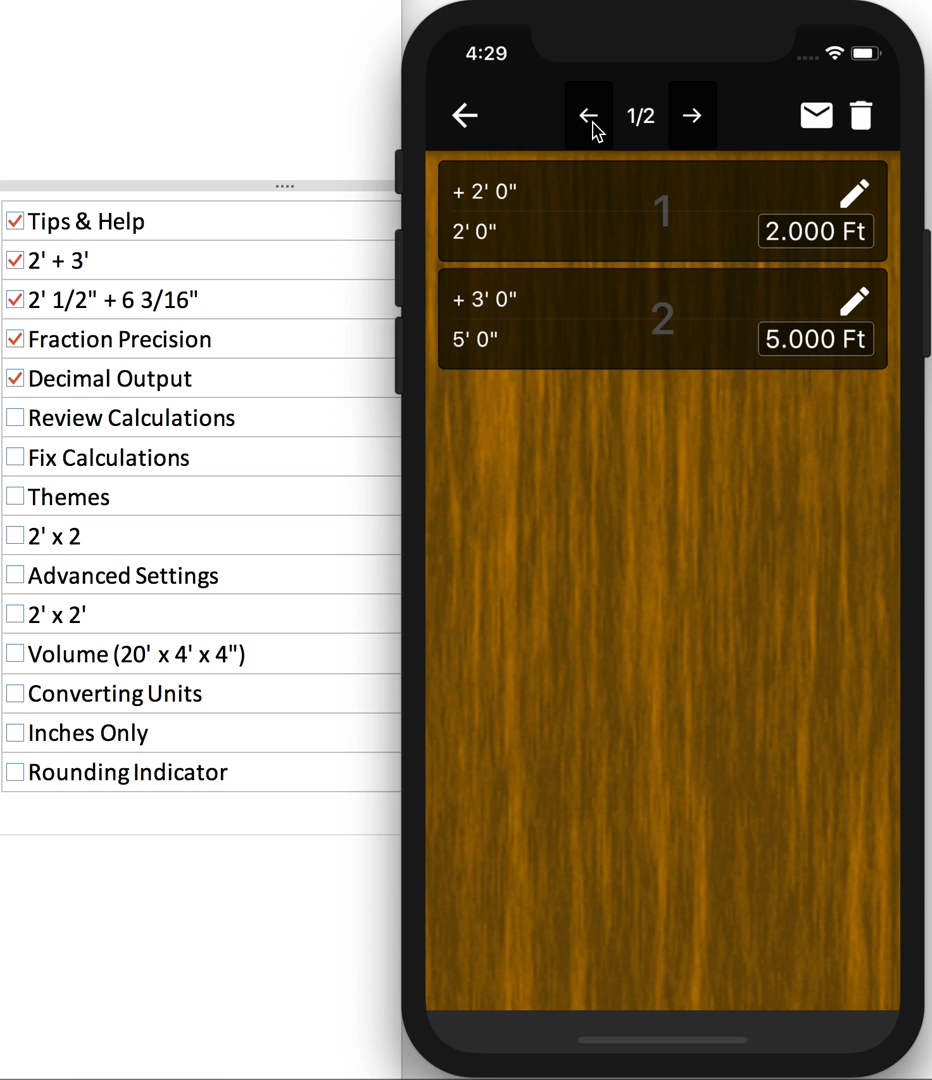 Tips & Help
2' + 3'
2' 1/2" + 6 3/16"
Fraction Precision
Decimal Output
Review Calculations
Fix Calculations
Themes
2' x 2
Advanced Settings
2' x 2'
Volume (20' x 4' x 4")
Converting Units
Inches Only
Rounding Indicator
4:29
1/2
+ 2' 0"
1
2' 0"
2.000 Ft
+ 3' 0"
2
5' 0"
5.000 Ft